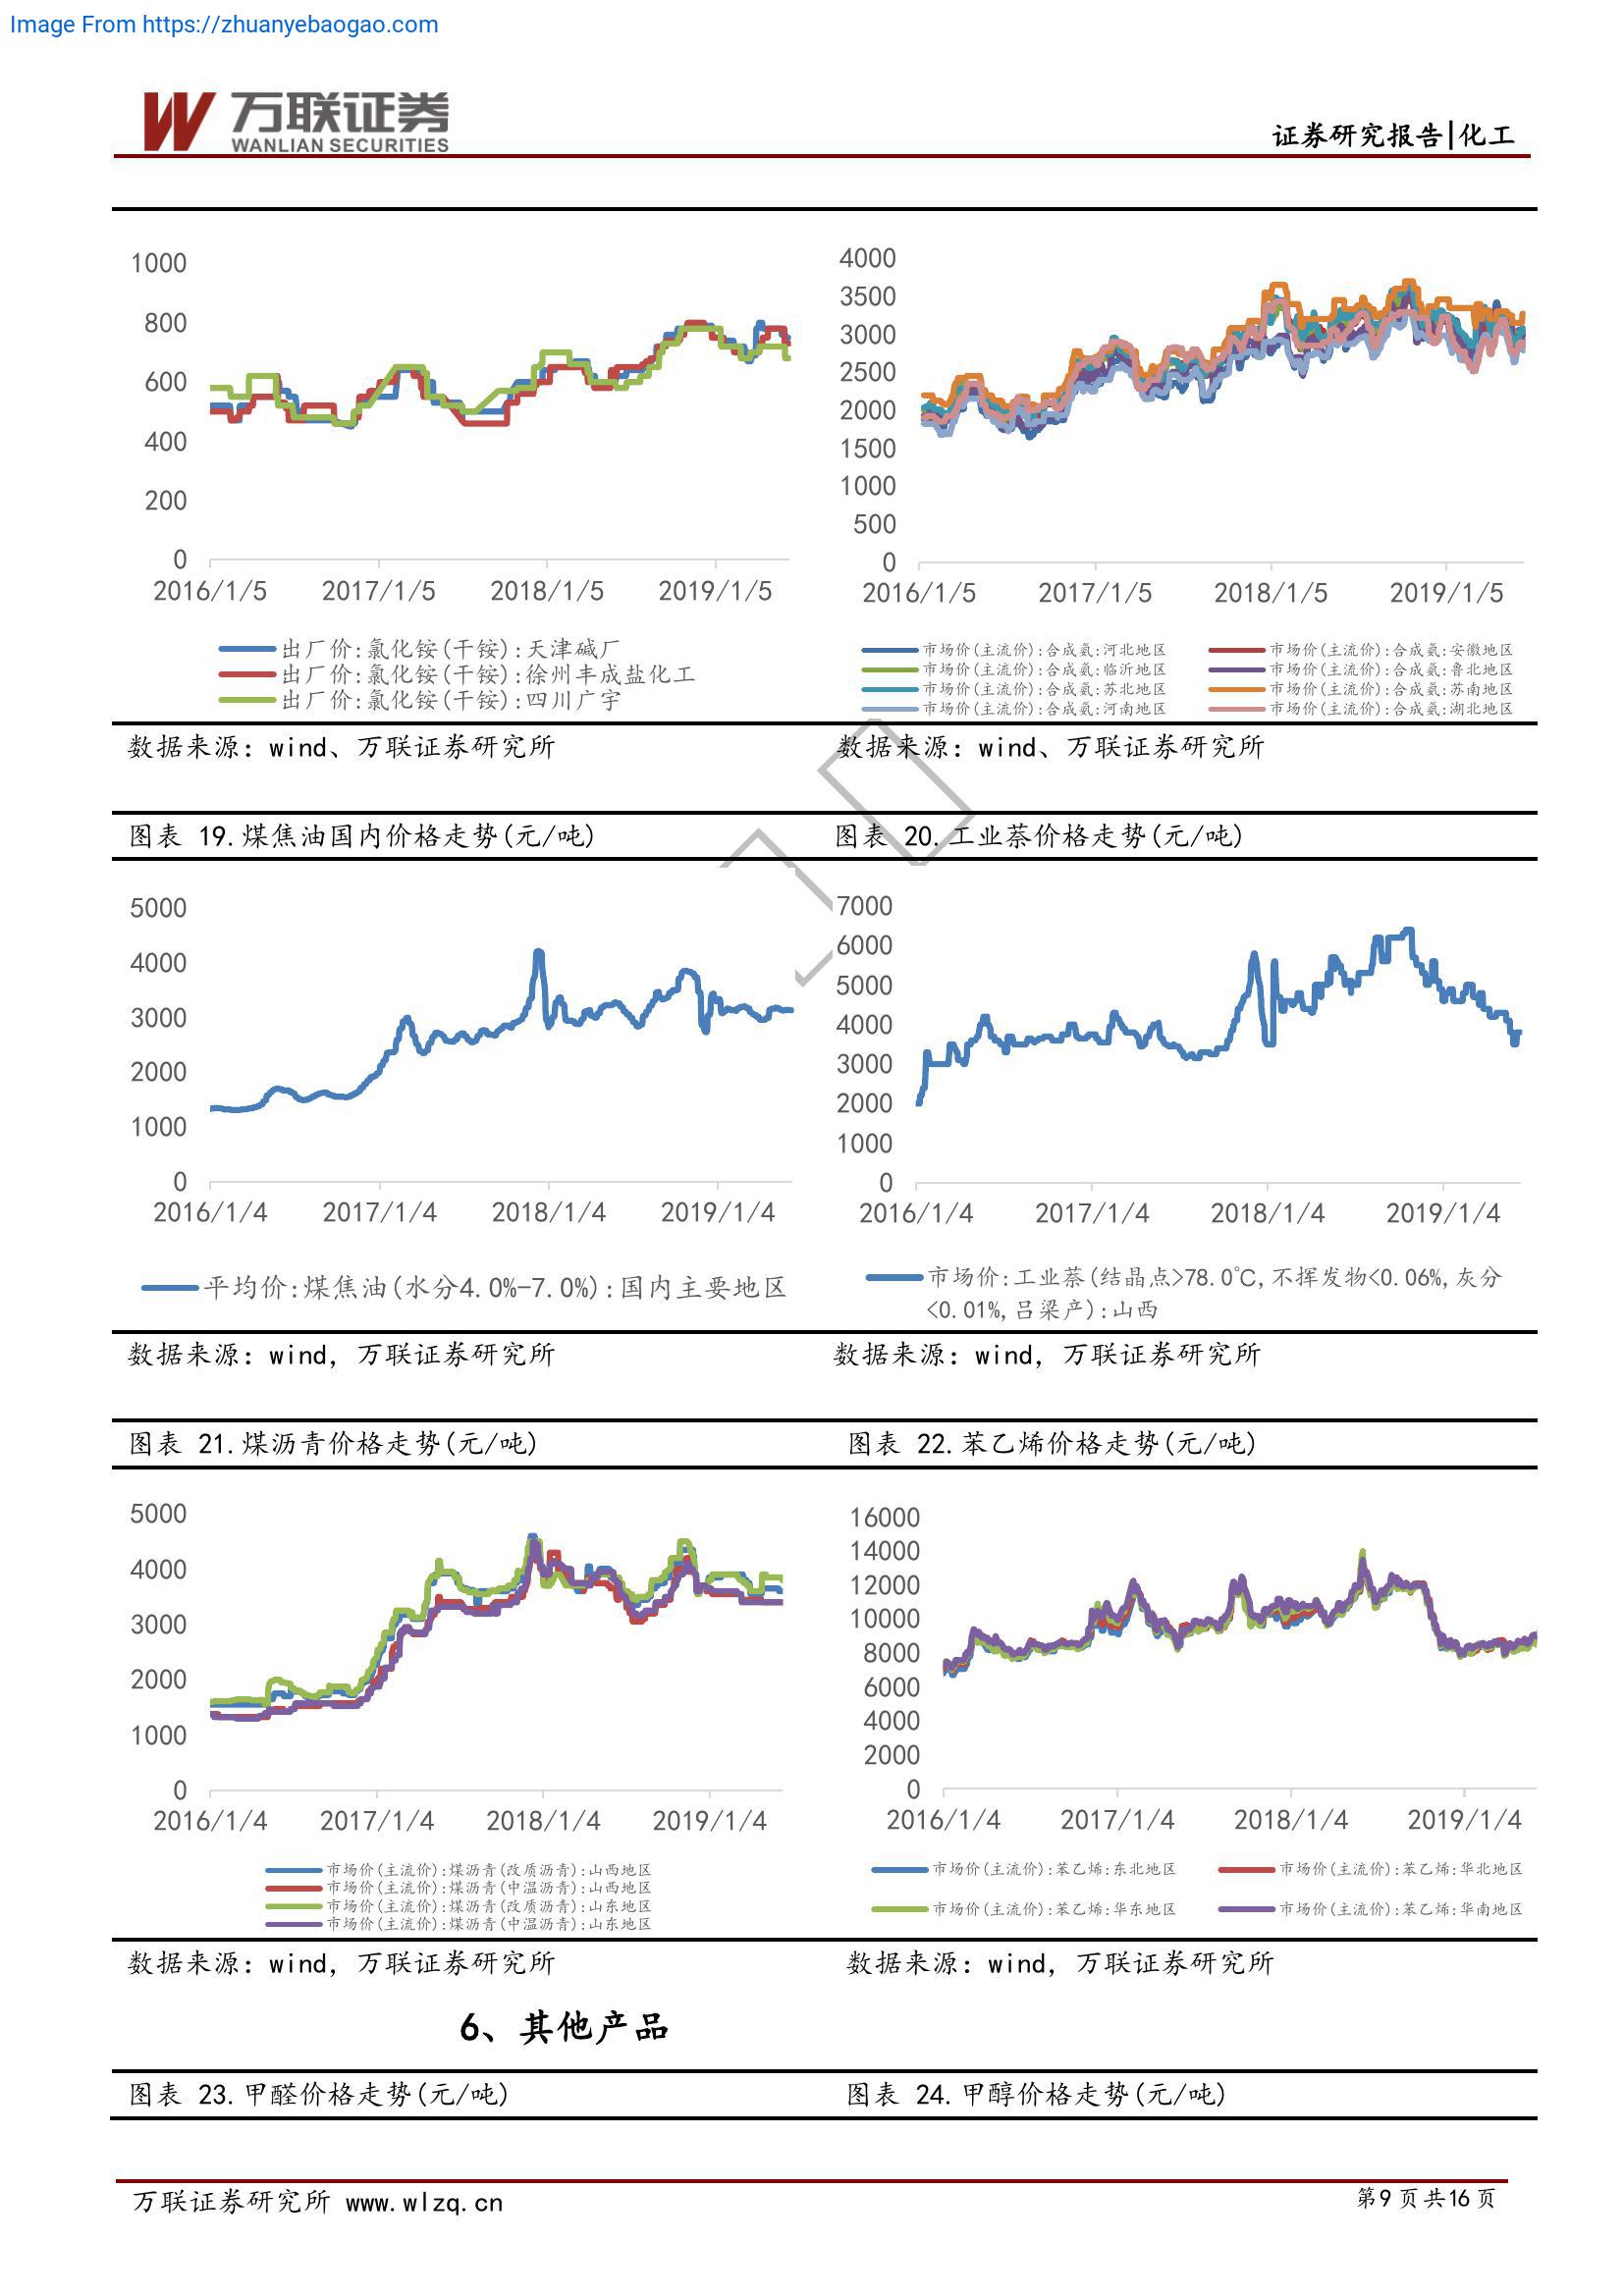 Image From https://zhuanyebaogao.com
万联证券
WANLIAN SECURITIES
证券研究报告|化工
1000
800
600
400
200
0
2016/1/5 2017/1/5 2018/1/5 2019/1/5
出厂价:氯化铵(干铵):天津碱厂
出厂价:氯化铵(干铵):徐州丰成盐化工
出厂价:氯化铵(干铵):四川广宇
4000
3500
3000
2500
2000
1500
1000
500
0
2016/1/5 2017/1/5 2018/1/5 2019/1/5
市场价(主流价):合成氨:河北地区 市场价(主流价):合成氨:安徽地区
市场价(主流价):合成氨:临沂地区 市场价(主流价):合成氨:鲁北地区
市场价(主流价):合成氨:苏北地区 市场价(主流价):合成氨:苏南地区
市场价(主流价):合成氨:河南地区 市场价(主流价):合成氨:湖北地区
数据来源：wind、万联证券研究所 数据来源：wind、万联证券研究所
图表 19.煤焦油国内价格走势(元/吨) 图表 20.工业萘价格走势(元/吨)
5000
4000
3000
2000
1000
0
2016/1/4 2017/1/4 2018/1/4 2019/1/4
平均价:煤焦油(水分4.0%-7.0%):国内主要地区
7000
6000
5000
4000
3000
2000
1000
0
2016/1/4 2017/1/4 2018/1/4 2019/1/4
市场价:工业萘(结晶点>78.0℃,不挥发物<0.06%,灰分
<0.01%,吕梁产):山西
数据来源：wind，万联证券研究所 数据来源：wind，万联证券研究所
图表 21.煤沥青价格走势(元/吨) 图表 22.苯乙烯价格走势(元/吨)
5000
4000
3000
2000
1000
0
2016/1/4 2017/1/4 2018/1/4 2019/1/4
市场价(主流价):煤沥青(改质沥青):山西地区
市场价(主流价):煤沥青(中温沥青):山西地区
市场价(主流价):煤沥青(改质沥青):山东地区
市场价(主流价):煤沥青(中温沥青):山东地区
16000
14000
12000
10000
8000
6000
4000
2000
0
2016/1/4 2017/1/4 2018/1/4 2019/1/4
市场价(主流价):苯乙烯:东北地区 市场价(主流价):苯乙烯:华北地区
市场价(主流价):苯乙烯:华东地区 市场价(主流价):苯乙烯:华南地区
数据来源：wind，万联证券研究所 数据来源：wind，万联证券研究所
6、其他产品
图表 23.甲醛价格走势(元/吨) 图表 24.甲醇价格走势(元/吨)
万联证券研究所 www.wlzq.cn 第9页共16页